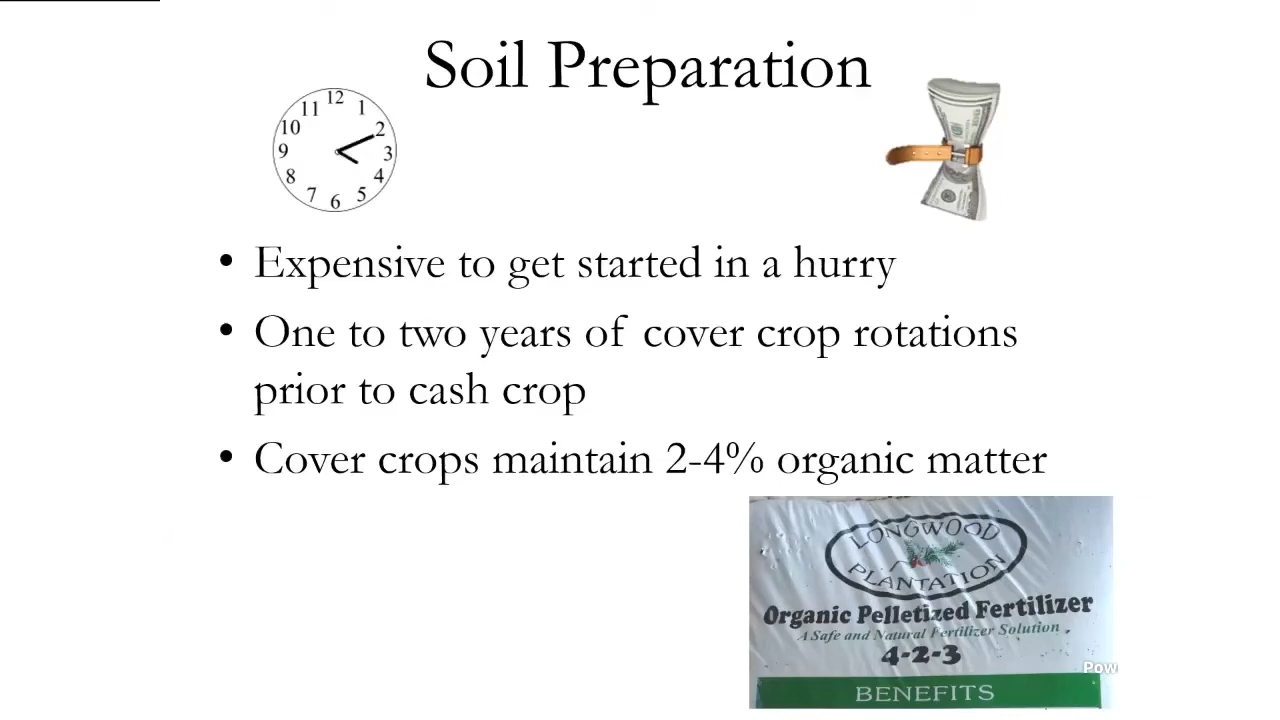 Soil Preparation
12
11 1
10 2
9 3
8 4
7 5
6
• Expensive to get started in a hurry
• One to two years of cover crop rotations
prior to cash crop
• Cover crops maintain 2-4% organic matter
LONGWOOD
PLANTATION
Organic Pelletized Fertilizer
A Safe and Natural Fertilizer Solution
4-2-3
Pow
BENEFITS